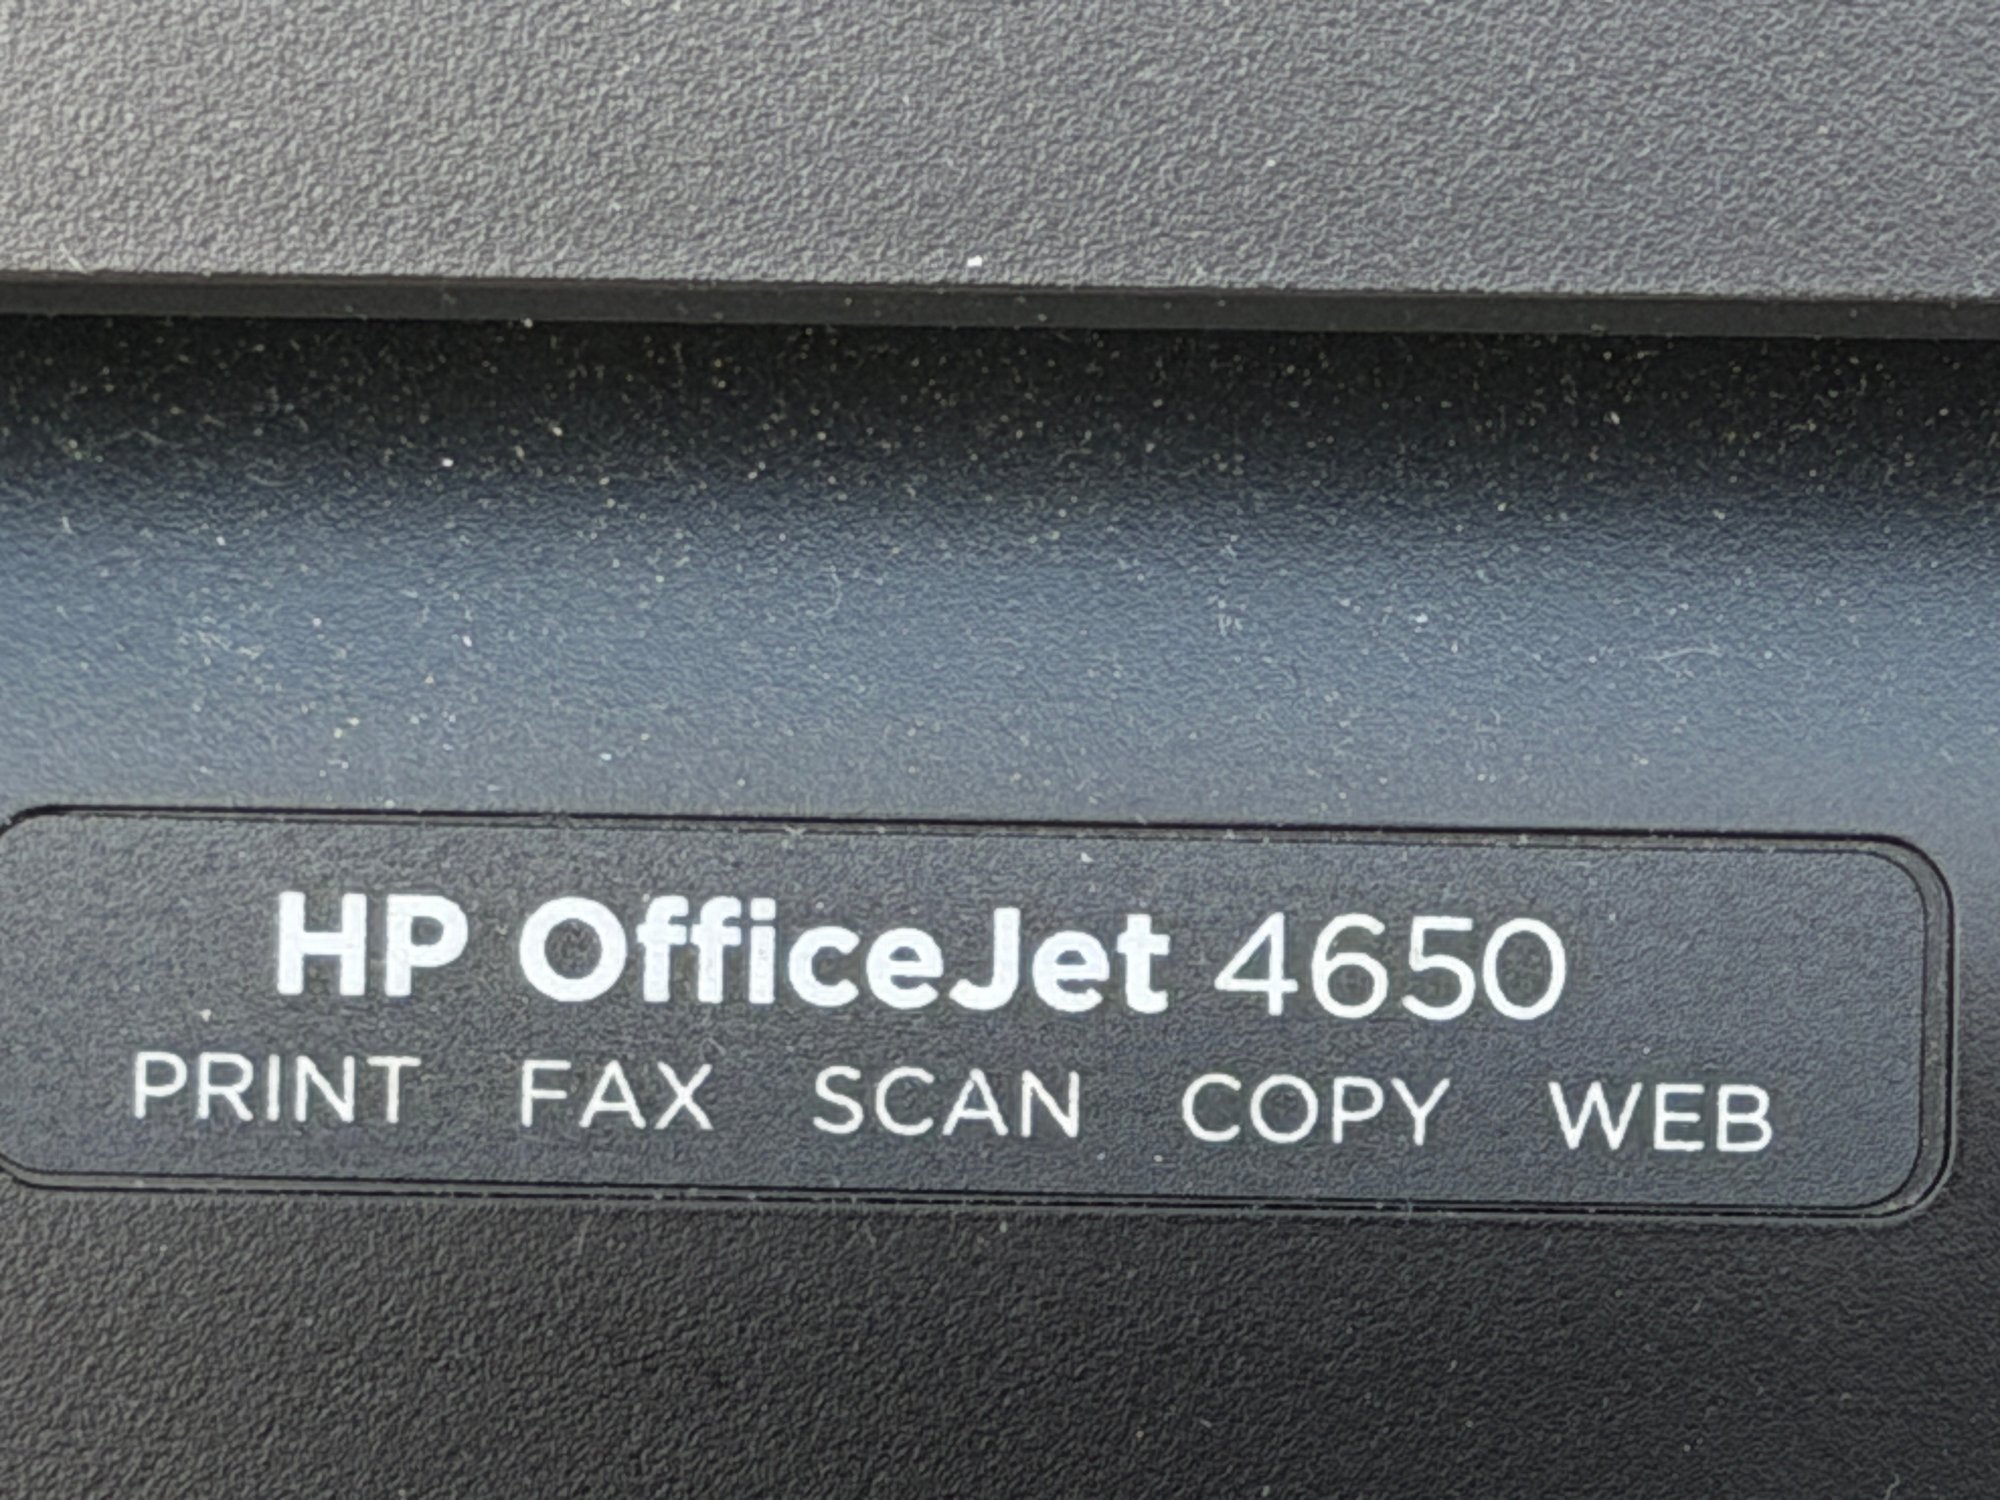 HP OfficeJet 4650
PRINT FAX SCAN COPY WEB